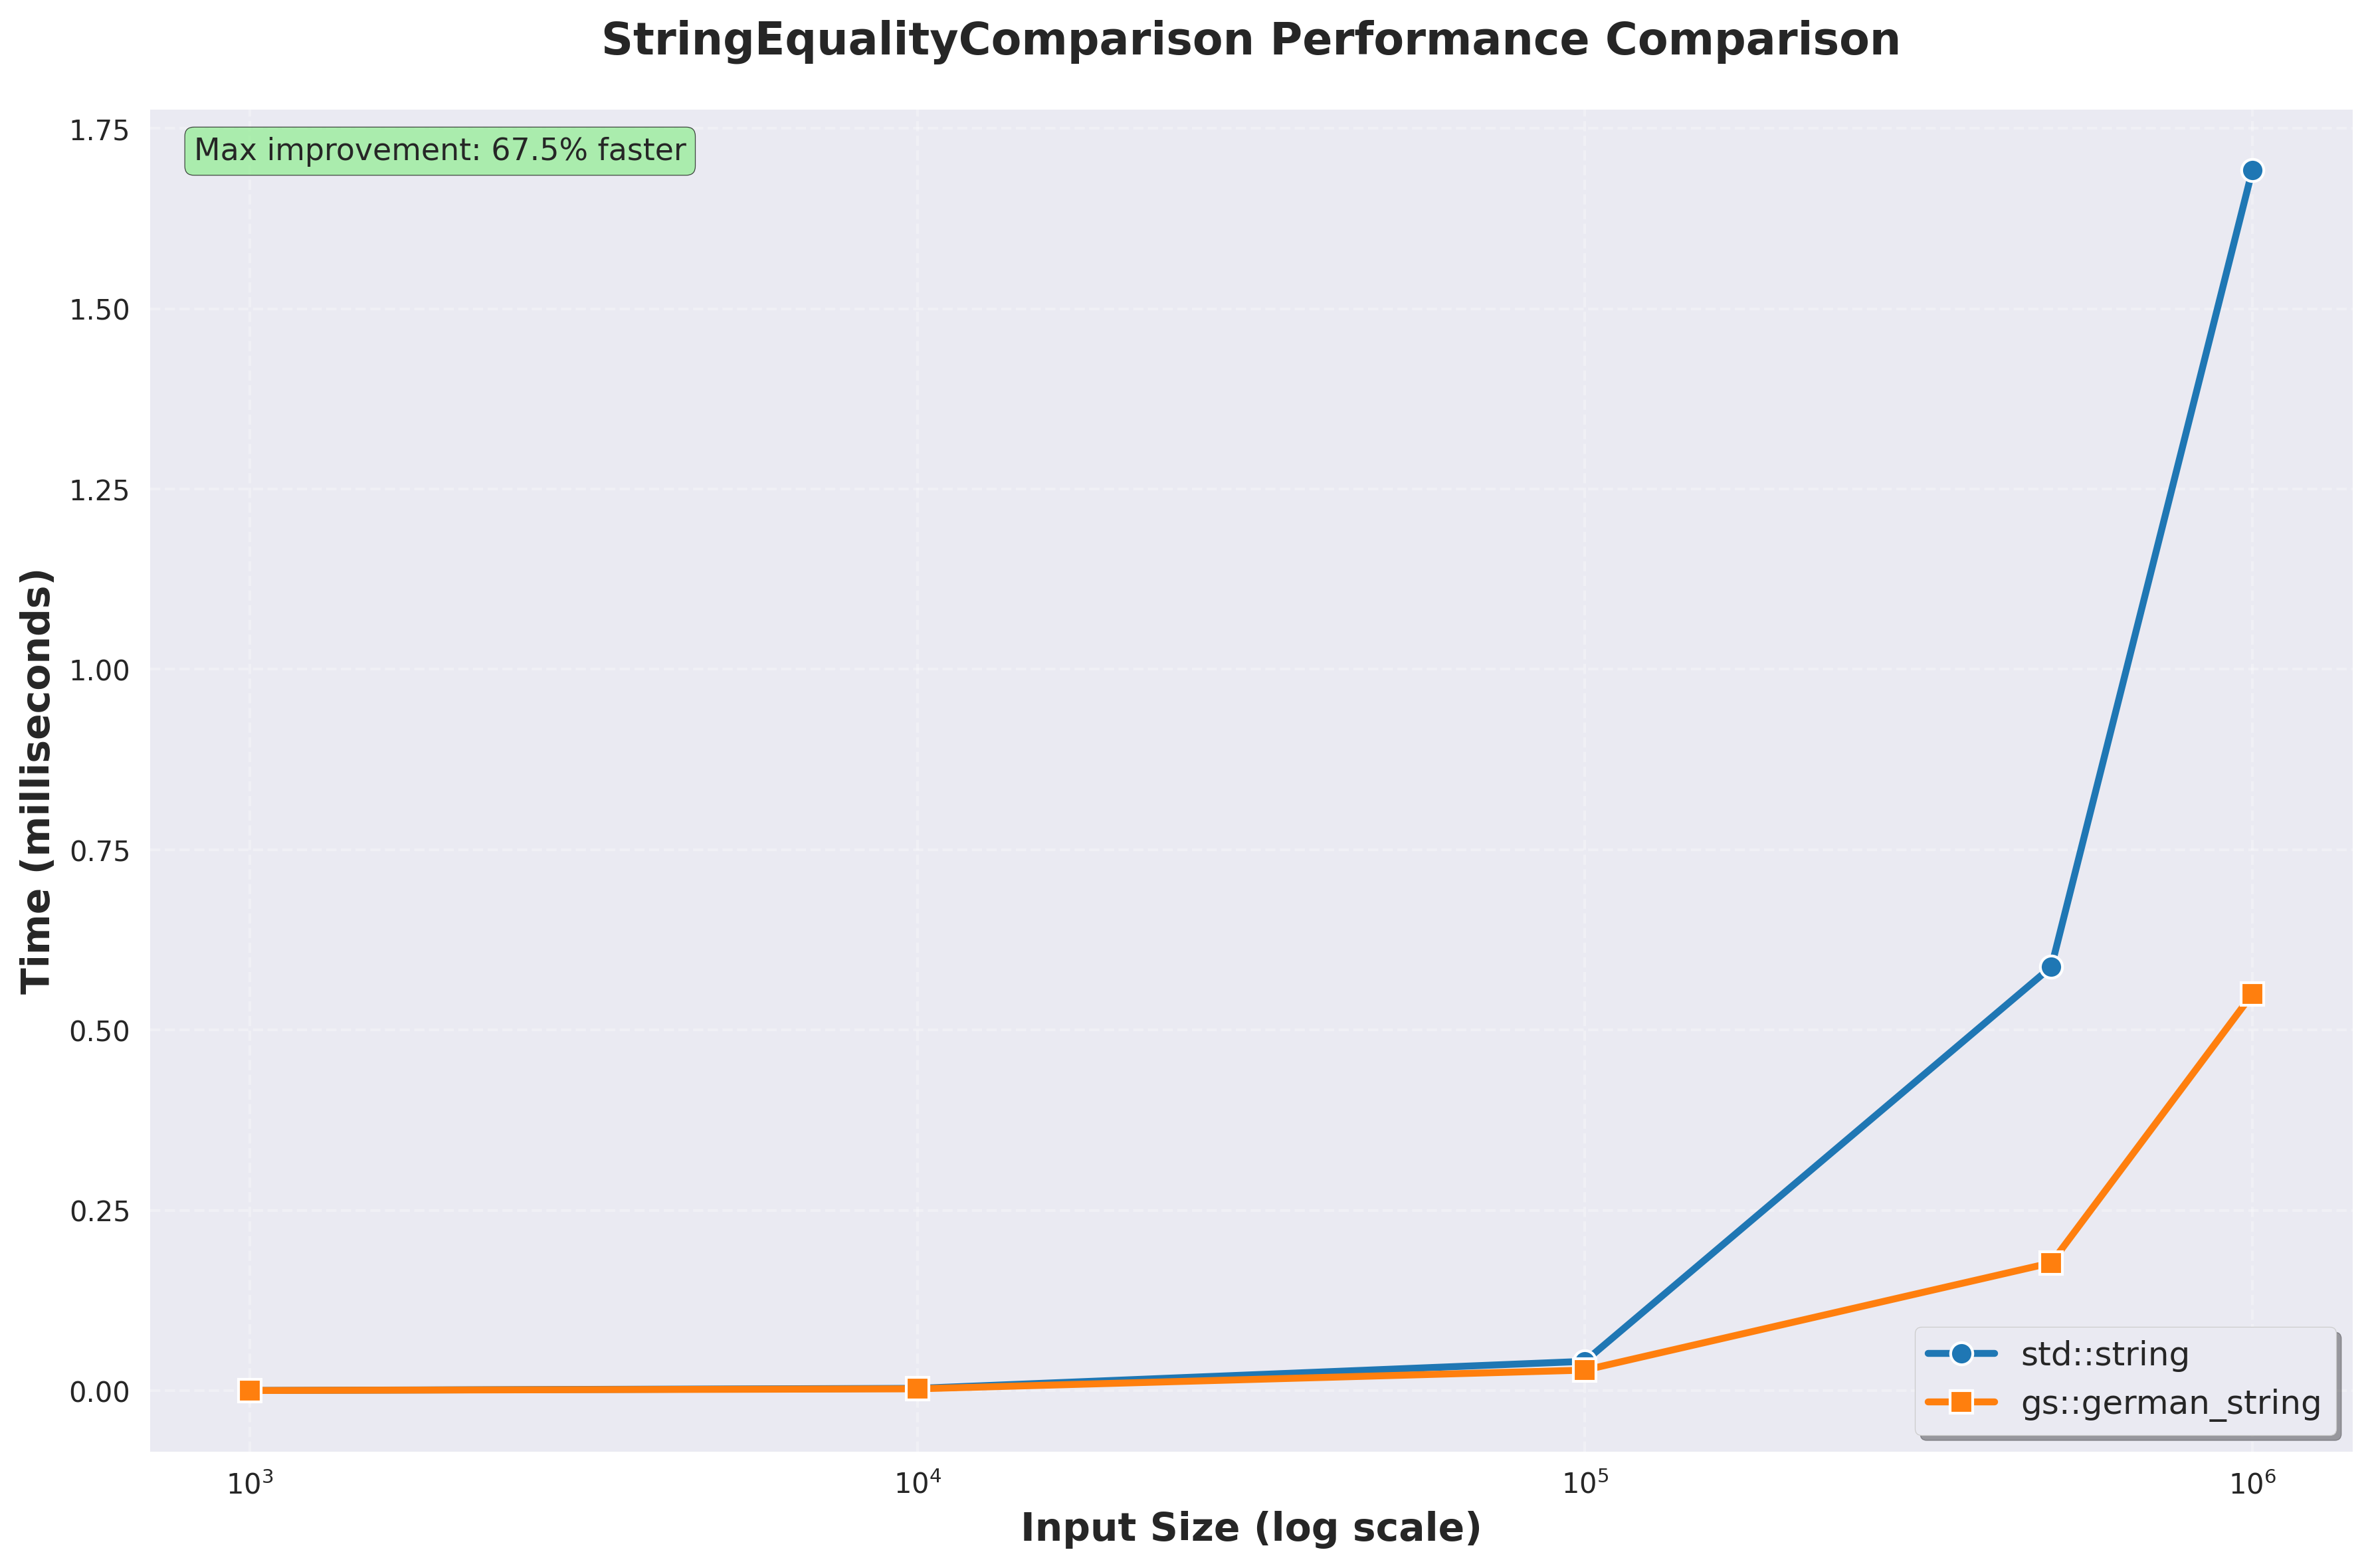 StringEqualityComparison Performance Comparison
Max improvement: 67.5% faster
Time (milliseconds)
1.75
1.50
1.25
1.00
0.75
0.50
0.25
0.00
std::string
gs::german_string
10³
10⁴
10⁵
10⁶
Input Size (log scale)